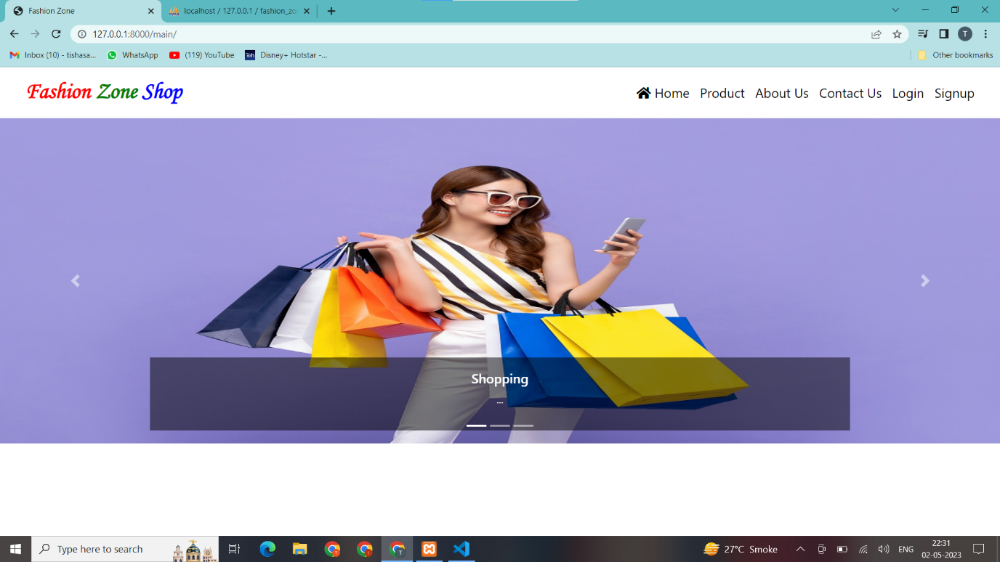 Fashion Zone
localhost / 127.0.0.1 / fashion_zo
127.0.0.1:8000/main/
T
Inbox (10) - tishasa...
WhatsApp
(119) YouTube
Disney+ Hotstar -...
Other bookmarks
Fashion Zone Shop
Home
Product
About Us
Contact Us
Login
Signup
Shopping
...
Type here to search
27°C Smoke
ENG
22:31
02-05-2023